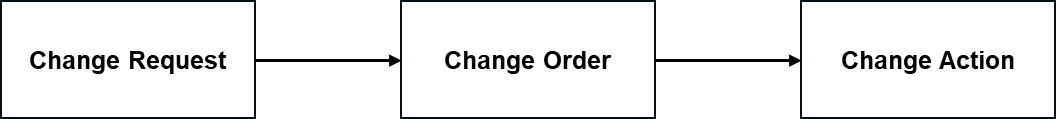 Change Request
Change Order
Change Action